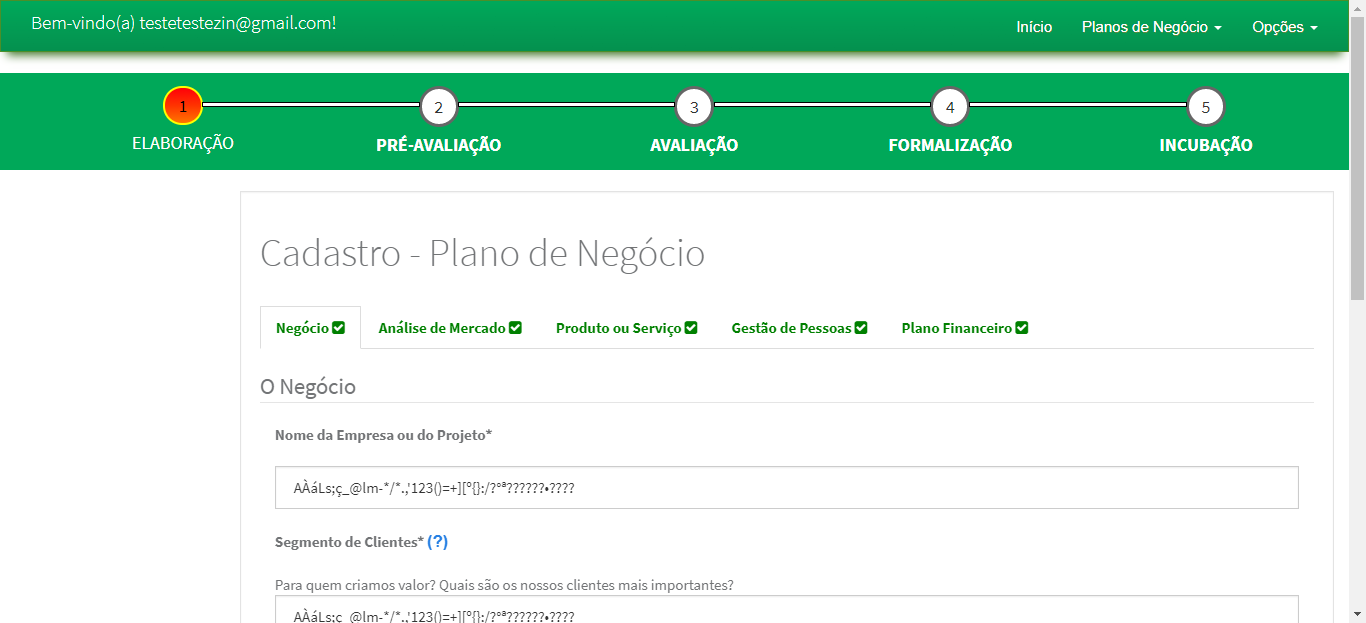 Bem-vindo(a) testetestezin@gmail.com!
Início Planos de Negócio Opções
1 2 3 4 5
ELABORAÇÃO PRÉ-AVALIAÇÃO AVALIAÇÃO FORMALIZAÇÃO INCUBAÇÃO
Cadastro - Plano de Negócio
Negócio Análise de Mercado Produto ou Serviço Gestão de Pessoas Plano Financeiro
O Negócio
Nome da Empresa ou do Projeto*
AÀáLs;ç_@lm-*/*.,'123()=+][º{}:/?°ª??????•????
Segmento de Clientes* (?)
Para quem criamos valor? Quais são os nossos clientes mais importantes?
AÀáLs;ç_@lm-*/*.,'123()=+][º{}:/?°ª??????•????